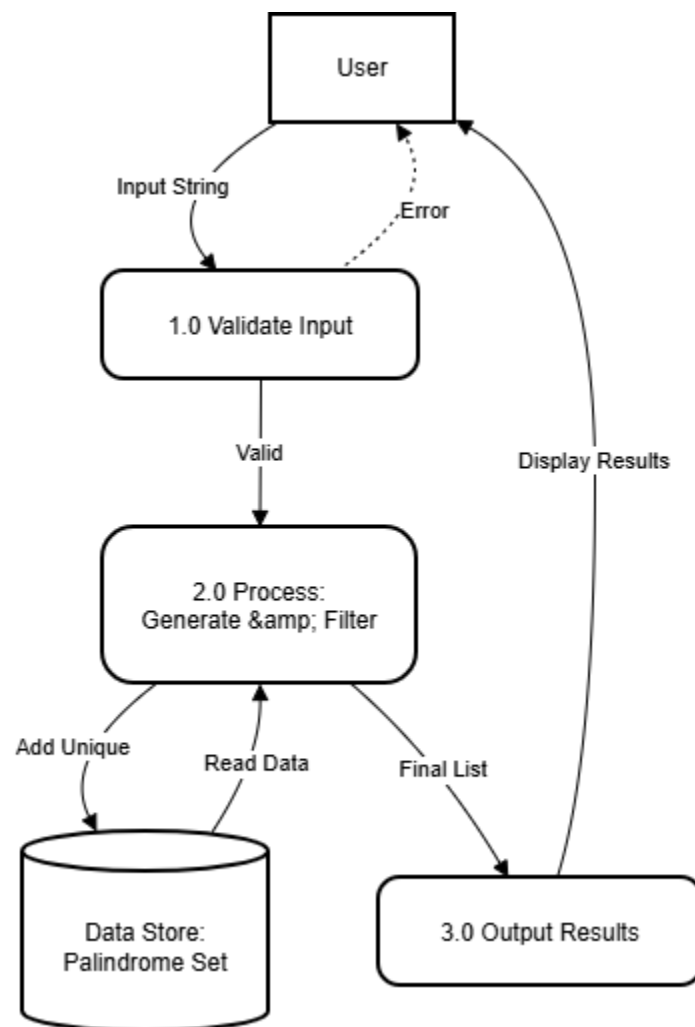 User
Input String
Error
1.0 Validate Input
Valid
Display Results
2.0 Process:
Generate &amp; Filter
Add Unique
Read Data
Final List
Data Store:
Palindrome Set
3.0 Output Results